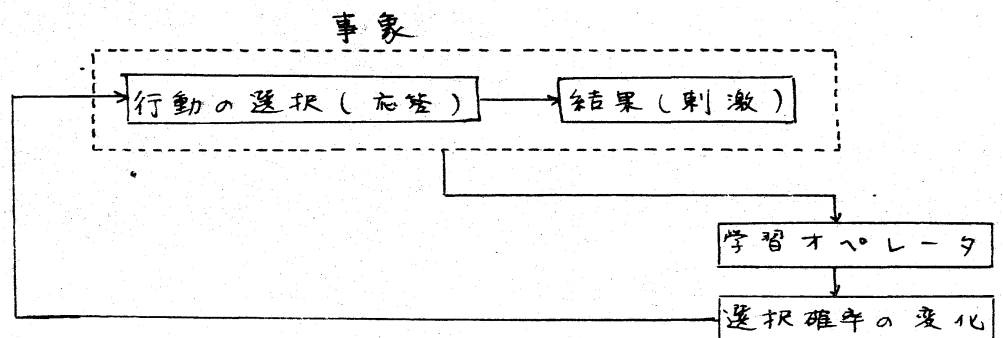 事象
行動の選択(応答)
結果(刺激)
学習オペレータ
選択確率の変化